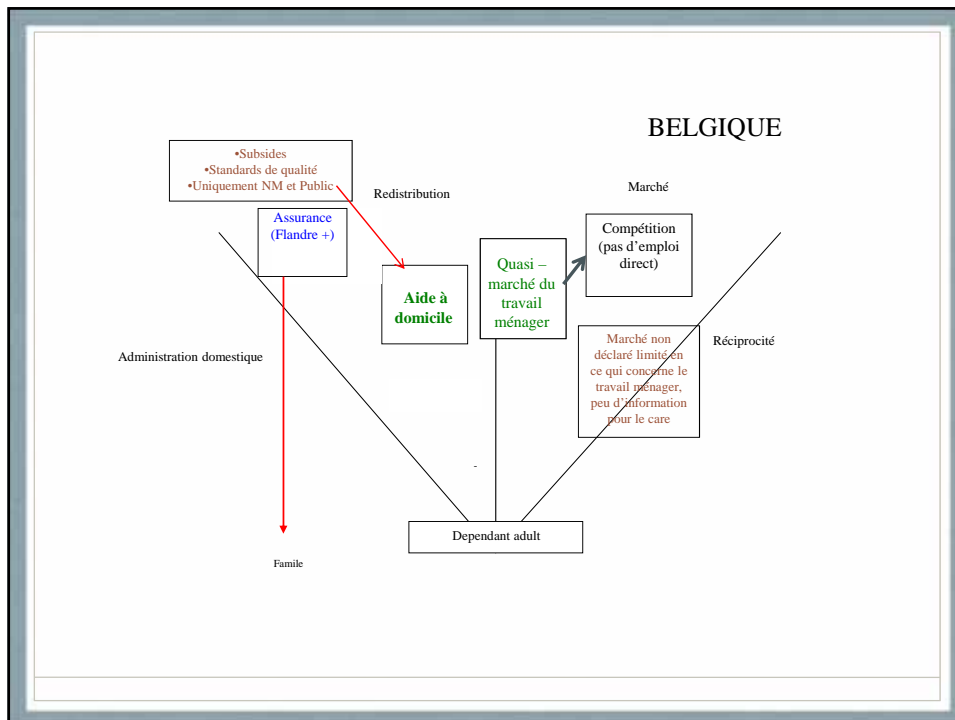 BELGIQUE
•Subsides
•Standards de qualité
•Uniquement NM et Public
Redistribution
Marché
Assurance
(Flandre +)
Compétition
(pas d'emploi
direct)
Quasi –
marché du
travail
ménager
Aide à
domicile
Administration domestique
Marché non
déclaré limité en
ce qui concerne le
travail ménager,
peu d'information
pour le care
Réciprocité
-
Dependant adult
Famile